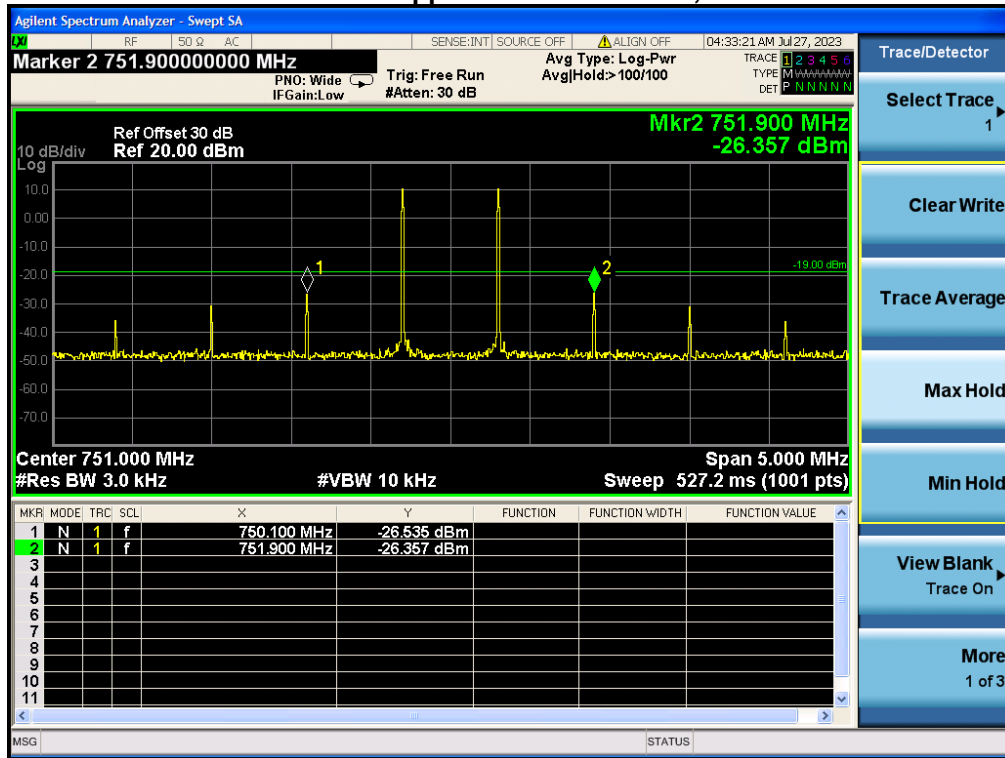 Agilent Spectrum Analyzer - Swept SA
LXI RF 50 Ω AC SENSE:INT SOURCE OFF ALIGN OFF 04:33:21 AM Jul 27, 2023
Marker 2 751.900000000 MHz
PNO: Wide
IFGain:Low
Trig: Free Run
#Atten: 30 dB
Avg Type: Log-Pwr
Avg|Hold:>100/100
TRACE 1 2 3 4 5 6
TYPE M
DET P N N N N N
Ref Offset 30 dB
10 dB/div Ref 20.00 dBm
Log
Mkr2 751.900 MHz
-26.357 dBm
10.0
0.00
-10.0
-20.0
-30.0
-40.0
-50.0
-60.0
-70.0
1
2
-19.00 dBm
Center 751.000 MHz Span 5.000 MHz
#Res BW 3.0 kHz #VBW 10 kHz Sweep 527.2 ms (1001 pts)
MKR MODE TRC SCL X Y FUNCTION FUNCTION WIDTH FUNCTION VALUE
1 N 1 f 750.100 MHz -26.535 dBm
2 N 1 f 751.900 MHz -26.357 dBm
3
4
5
6
7
8
9
10
11
MSG STATUS
Trace/Detector
Select Trace
1
Clear Write
Trace Average
Max Hold
Min Hold
View Blank
Trace On
More
1 of 3